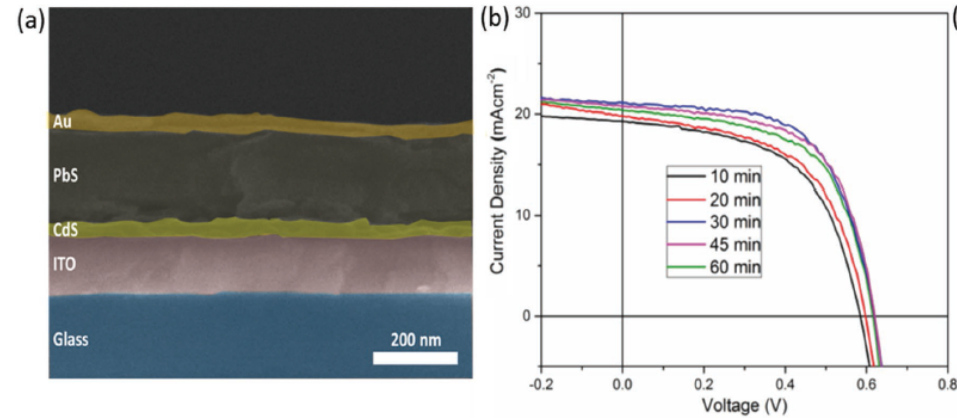 (a)
Au
PbS
CdS
ITO
Glass
200 nm
(b)
30
20
10
0
-0.2
0.0
0.2
0.4
0.6
0.8
Current Density (mAcm⁻²)
Voltage (V)
10 min
20 min
30 min
45 min
60 min
(